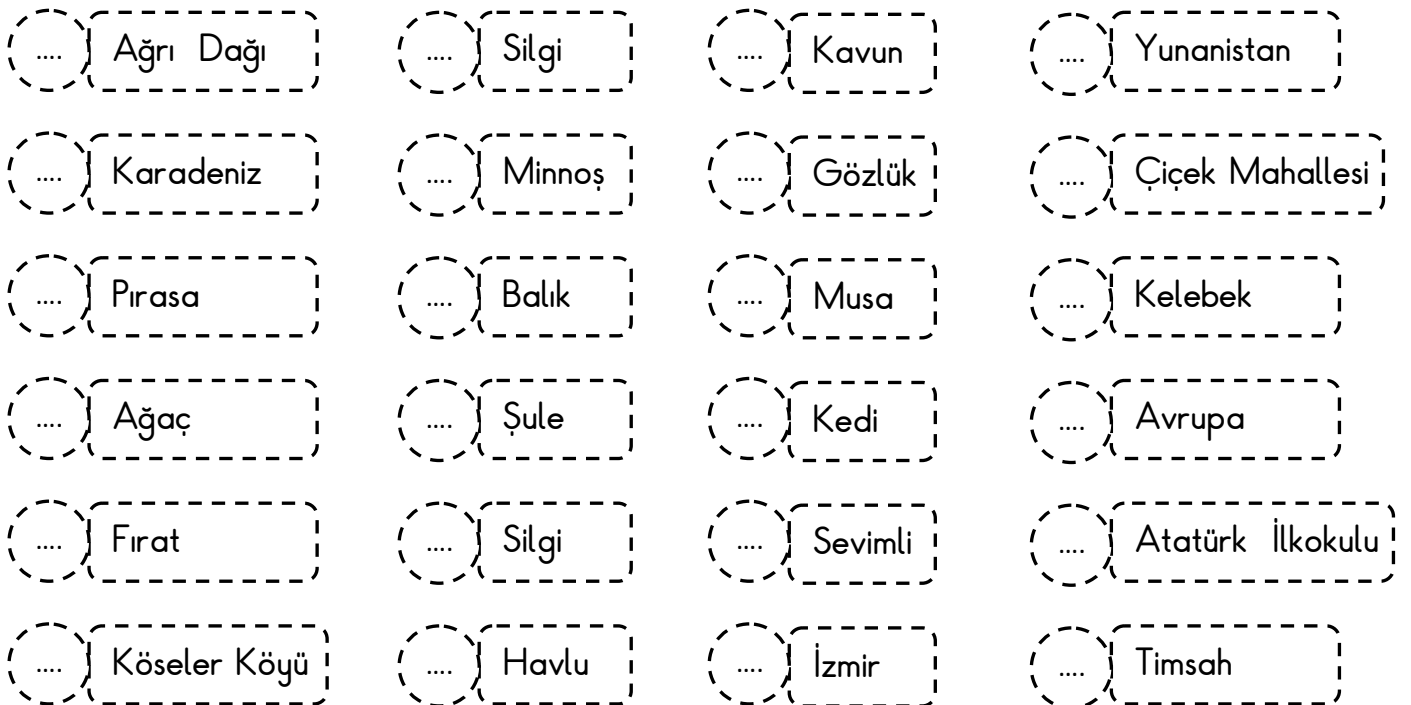 .... Ağrı Dağı .... Silgi .... Kavun .... Yunanistan
.... Karadeniz .... Minnoş .... Gözlük .... Çiçek Mahallesi
.... Pırasa .... Balık .... Musa .... Kelebek
.... Ağaç .... Şule .... Kedi .... Avrupa
.... Fırat .... Silgi .... Sevimli .... Atatürk İlkokulu
.... Köseler Köyü .... Havlu .... İzmir .... Timsah